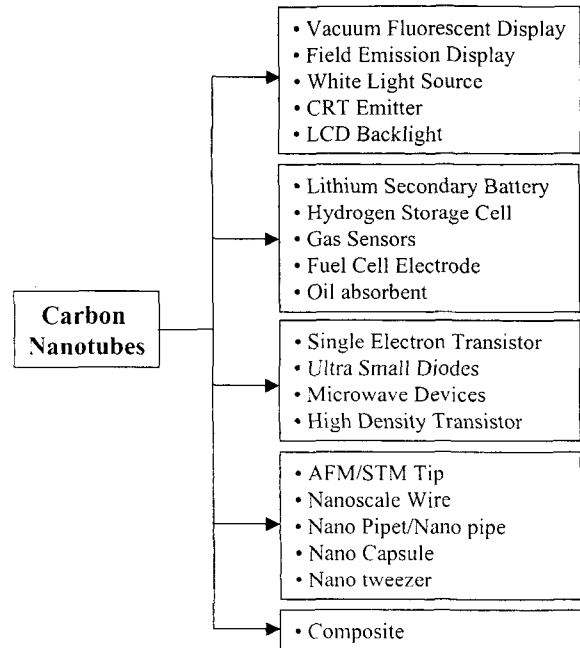 Carbon
Nanotubes
• Vacuum Fluorescent Display
• Field Emission Display
• White Light Source
• CRT Emitter
• LCD Backlight
• Lithium Secondary Battery
• Hydrogen Storage Cell
• Gas Sensors
• Fuel Cell Electrode
• Oil absorbent
• Single Electron Transistor
• Ultra Small Diodes
• Microwave Devices
• High Density Transistor
• AFM/STM Tip
• Nanoscale Wire
• Nano Pipet/Nano pipe
• Nano Capsule
• Nano tweezer
• Composite